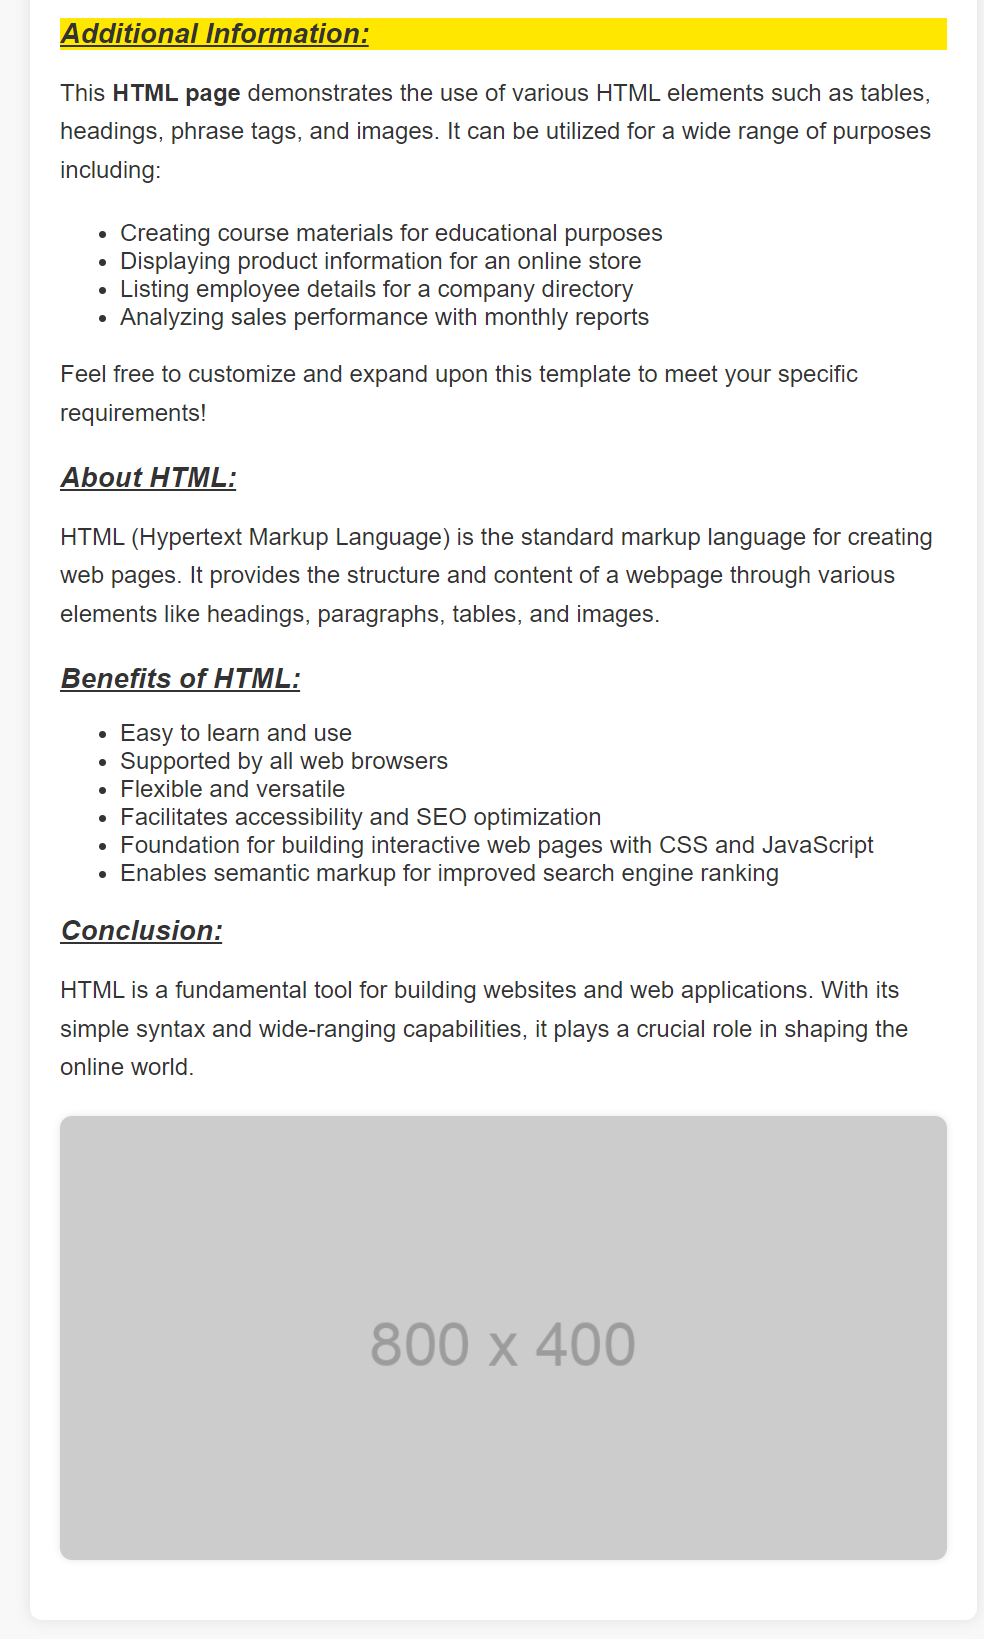 Additional Information:
This HTML page demonstrates the use of various HTML elements such as tables,
headings, phrase tags, and images. It can be utilized for a wide range of purposes
including:
Creating course materials for educational purposes
Displaying product information for an online store
Listing employee details for a company directory
Analyzing sales performance with monthly reports
Feel free to customize and expand upon this template to meet your specific
requirements!
About HTML:
HTML (Hypertext Markup Language) is the standard markup language for creating
web pages. It provides the structure and content of a webpage through various
elements like headings, paragraphs, tables, and images.
Benefits of HTML:
Easy to learn and use
Supported by all web browsers
Flexible and versatile
Facilitates accessibility and SEO optimization
Foundation for building interactive web pages with CSS and JavaScript
Enables semantic markup for improved search engine ranking
Conclusion:
HTML is a fundamental tool for building websites and web applications. With its
simple syntax and wide-ranging capabilities, it plays a crucial role in shaping the
online world.
800 x 400